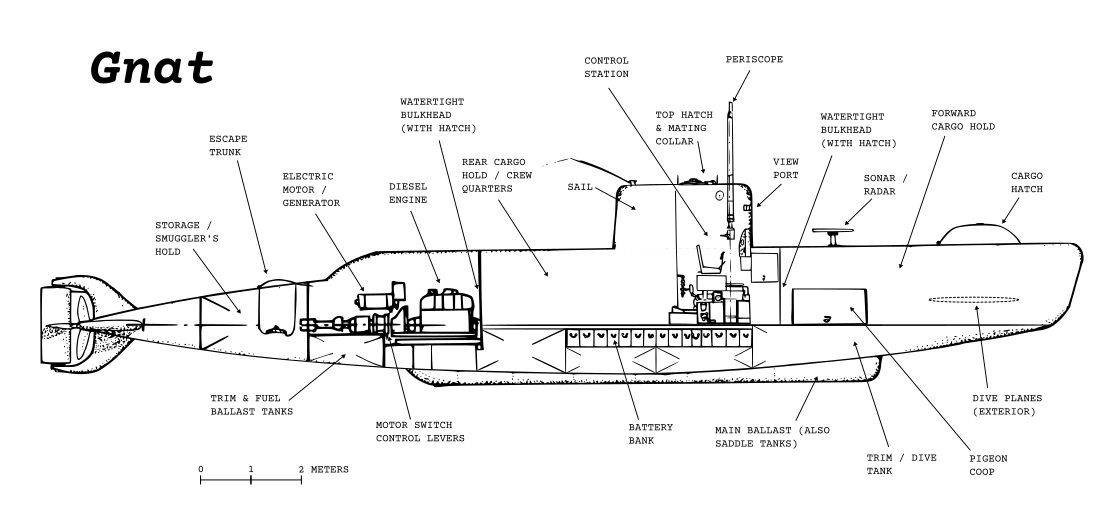 Gnat
CONTROL
STATION
PERISCOPE
WATERTIGHT
BULKHEAD
(WITH HATCH)
TOP HATCH
& MATING
COLLAR
WATERTIGHT
BULKHEAD
(WITH HATCH)
FORWARD
CARGO HOLD
ESCAPE
TRUNK
ELECTRIC
MOTOR /
GENERATOR
DIESEL
ENGINE
REAR CARGO
HOLD / CREW
QUARTERS
SAIL
VIEW
PORT
SONAR /
RADAR
CARGO
HATCH
STORAGE /
SMUGGLER'S
HOLD
TRIM & FUEL
BALLAST TANKS
MOTOR SWITCH
CONTROL LEVERS
BATTERY
BANK
MAIN BALLAST (ALSO
SADDLE TANKS)
DIVE PLANES
(EXTERIOR)
TRIM / DIVE
TANK
PIGEON
COOP
0 1 2 METERS